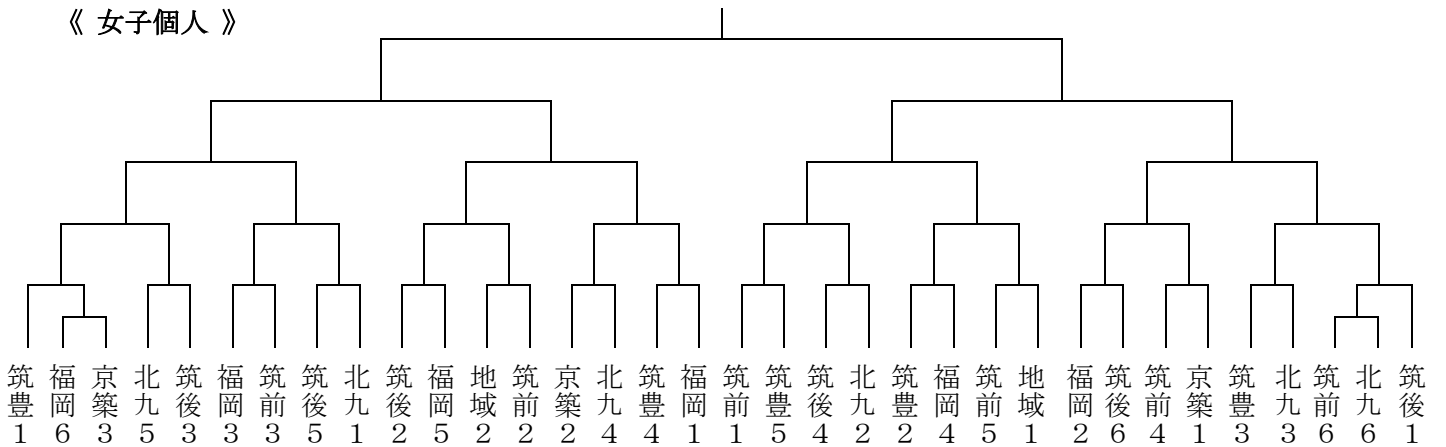 《 女子個人 》
筑豊1
福岡6
京築3
北九5
筑後3
福岡3
筑前3
筑後5
北九1
筑後2
福岡5
地域2
筑前2
京築2
北九4
筑豊4
福岡1
筑前1
筑豊5
筑後4
北九2
筑豊2
福岡4
筑前5
地域1
福岡2
筑後6
筑前4
京築1
筑豊3
北九3
筑前6
北九6
筑後1